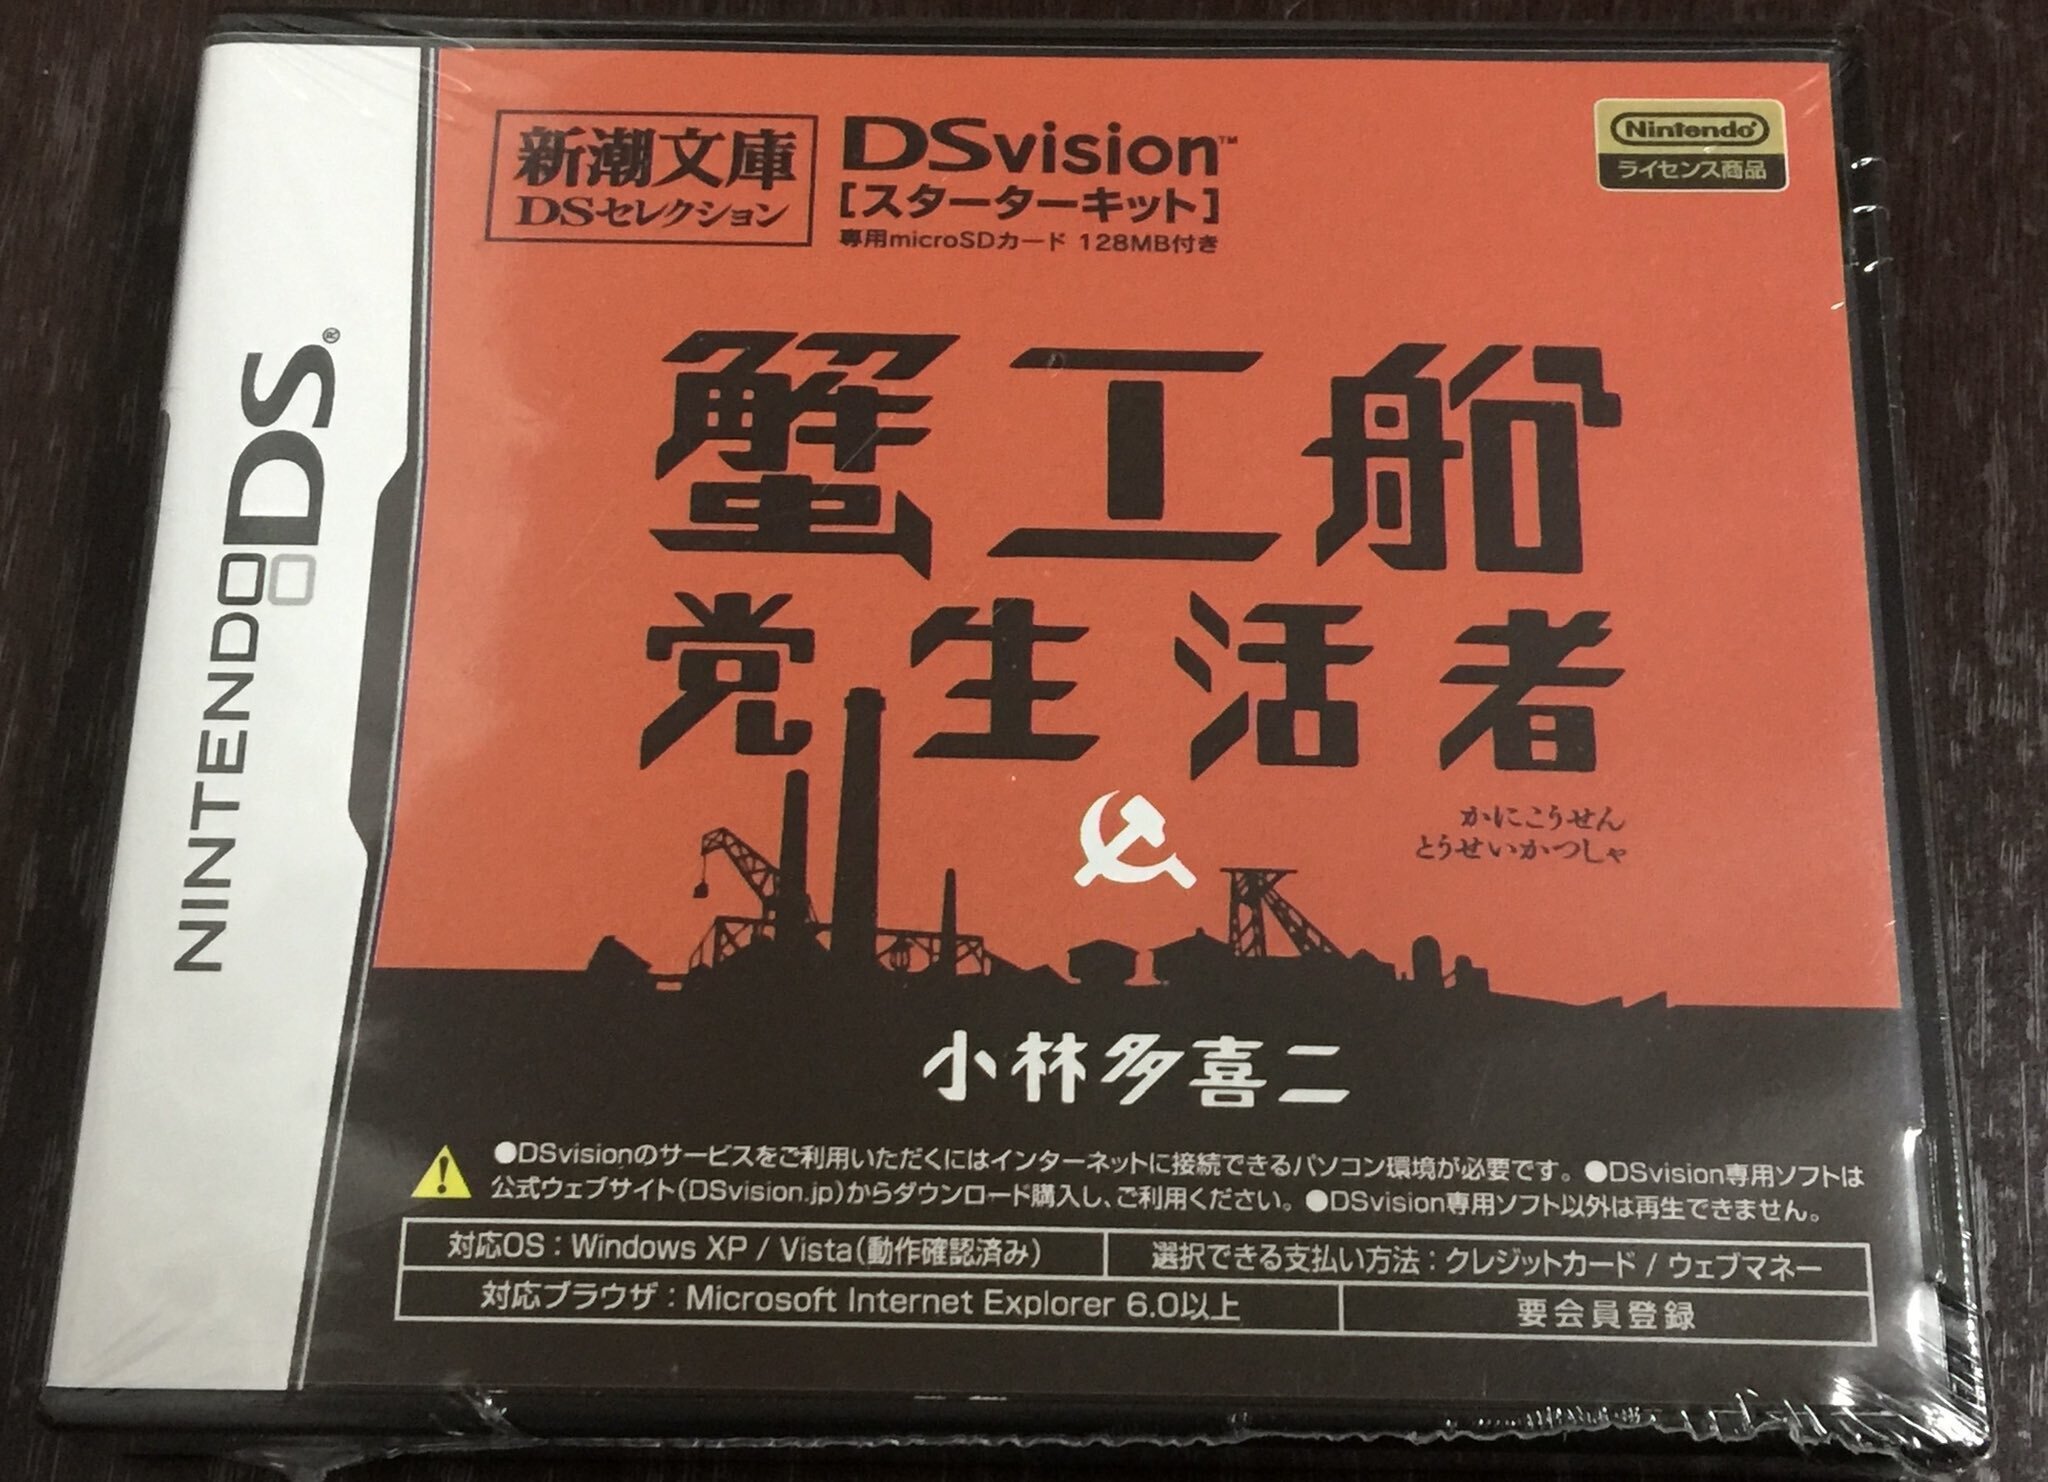 NINTENDO DS®
新潮文庫
DSセレクション
DSvision™
[スターターキット]
専用microSDカード 128MB付き
Nintendo®
ライセンス商品
蟹工船
党生活者
かにこうせん
とうせいかつしゃ
小林多喜二
●DSvisionのサービスをご利用いただくにはインターネットに接続できるパソコン環境が必要です。●DSvision専用ソフトは
公式ウェブサイト(DSvision.jp)からダウンロード購入し、ご利用ください。●DSvision専用ソフト以外は再生できません。
対応OS：Windows XP / Vista(動作確認済み)
選択できる支払い方法：クレジットカード / ウェブマネー
対応ブラウザ：Microsoft Internet Explorer 6.0以上
要会員登録